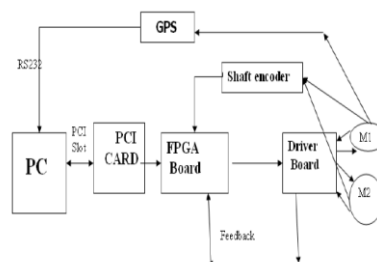 GPS
RS232
Shaft encoder
M1
PCI
Slot
PC
PCI
CARD
FPGA
Board
Driver
Board
M2
Feedback